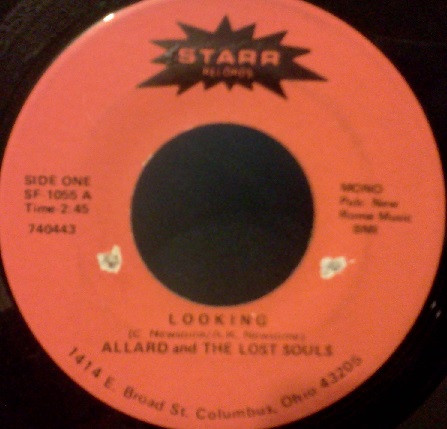 STARR
RECORDS
SIDE ONE
SF-1055 A
Time-2:45
740443
MONO
Pub: New
Rome Music
BMI
LOOKING
ALLARD and THE LOST SOULS
1414 E. Broad St. Columbus, Ohio 43205